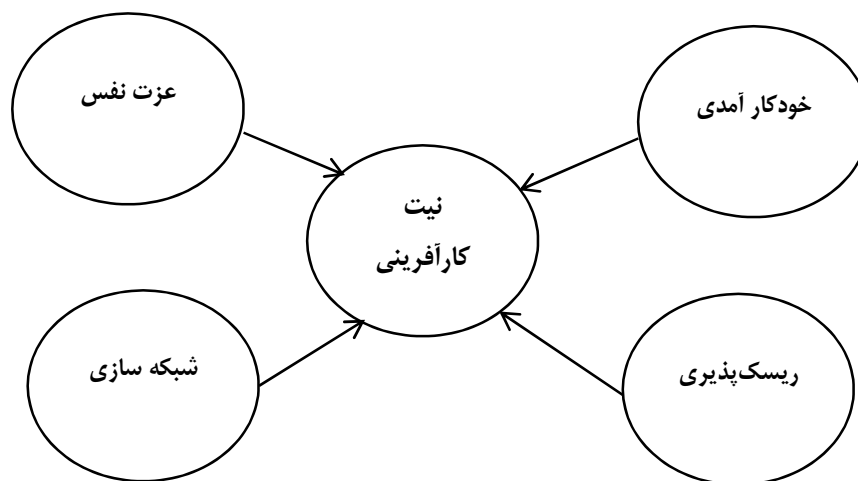 خودکار آمدی
عزت نفس
نیت
کارآفرینی
ریسک‌پذیری
شبکه سازی